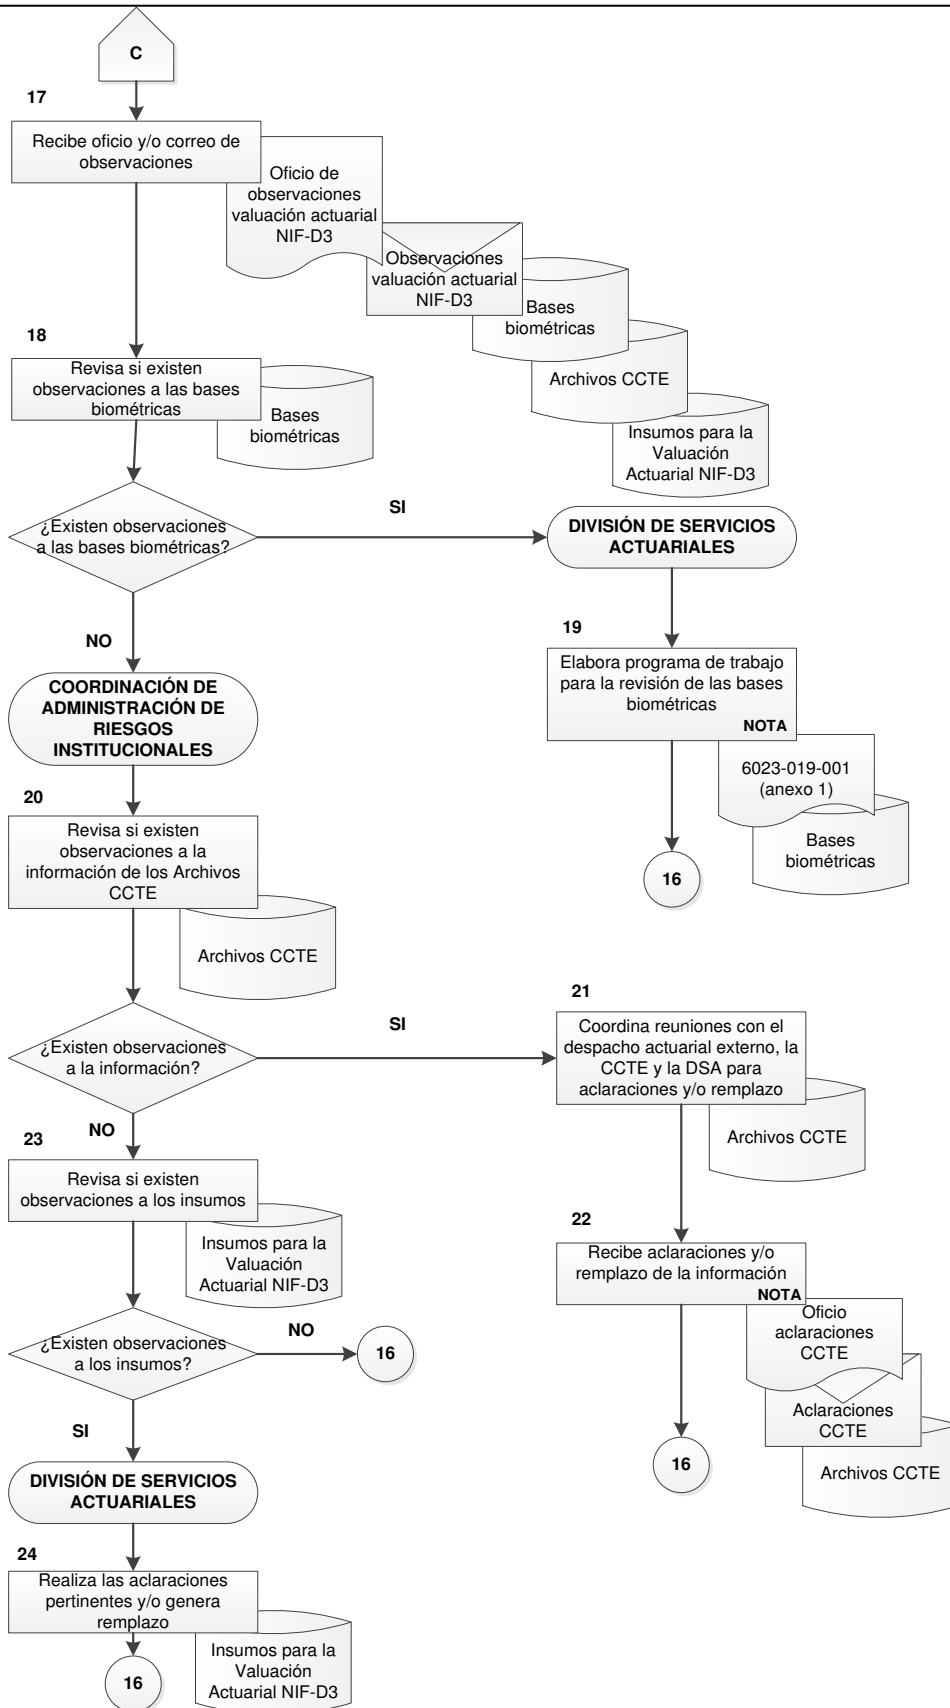 C
17
Recibe oficio y/o correo de
observaciones
Oficio de
observaciones
valuación actuarial
NIF-D3
Observaciones
valuación actuarial
NIF-D3
Bases
biométricas
Archivos CCTE
Insumos para la
Valuación
Actuarial NIF-D3
18
Revisa si existen
observaciones a las bases
biométricas
Bases
biométricas
¿Existen observaciones
a las bases biométricas?
SI
DIVISIÓN DE SERVICIOS
ACTUARIALES
19
Elabora programa de trabajo
para la revisión de las bases
biométricas
NOTA
6023-019-001
(anexo 1)
Bases
biométricas
16
NO
COORDINACIÓN DE
ADMINISTRACIÓN DE
RIESGOS
INSTITUCIONALES
20
Revisa si existen
observaciones a la
información de los Archivos
CCTE
Archivos CCTE
¿Existen observaciones
a la información?
SI
21
Coordina reuniones con el
despacho actuarial externo, la
CCTE y la DSA para
aclaraciones y/o remplazo
Archivos CCTE
22
Recibe aclaraciones y/o
remplazo de la información
NOTA
Oficio
aclaraciones
CCTE
Aclaraciones
CCTE
Archivos CCTE
16
NO
23
Revisa si existen
observaciones a los insumos
Insumos para la
Valuación
Actuarial NIF-D3
¿Existen observaciones
a los insumos?
NO
16
SI
DIVISIÓN DE SERVICIOS
ACTUARIALES
24
Realiza las aclaraciones
pertinentes y/o genera
remplazo
Insumos para la
Valuación
Actuarial NIF-D3
16